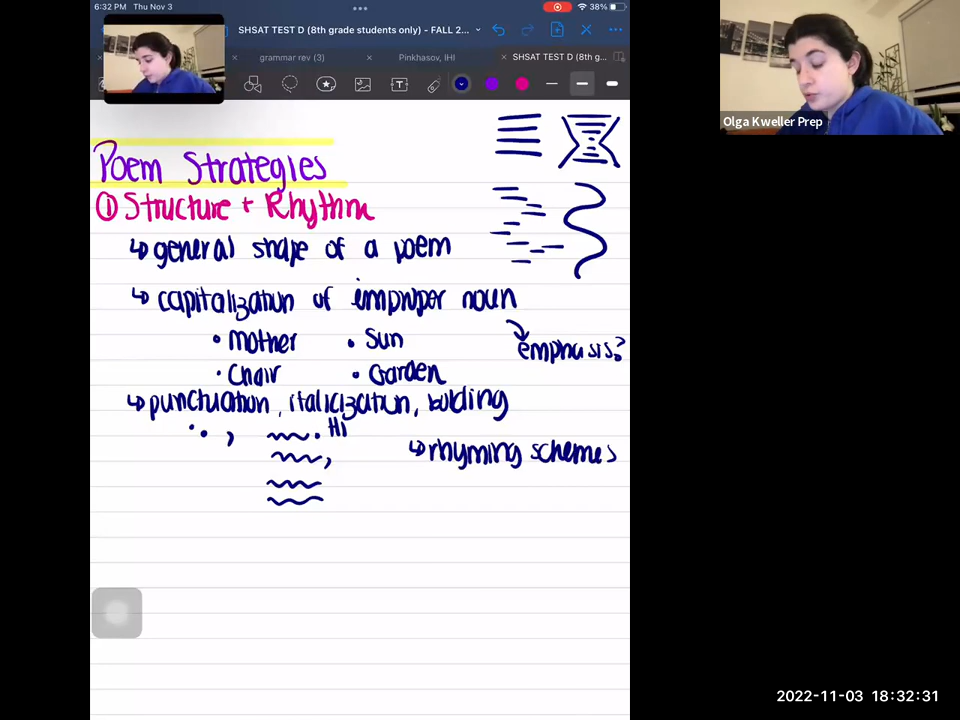 6:32 PM Thu Nov 3
38%
SHSAT TEST D (8th grade students only) - FALL 2...
grammar rev (3)
Pinkhasov, IHI
SHSAT TEST D (8th g...
Olga Kweller Prep
Poem Strategies
① Structure + Rhythm
↳ general shape of a poem
↳ capitalization of improper noun
emphasis?
• Mother • Sun
• Chair • Garden
↳ punctuation, italicization, bolding
• • , . Hi
,
↳ rhyming schemes
2022-11-03 18:32:31